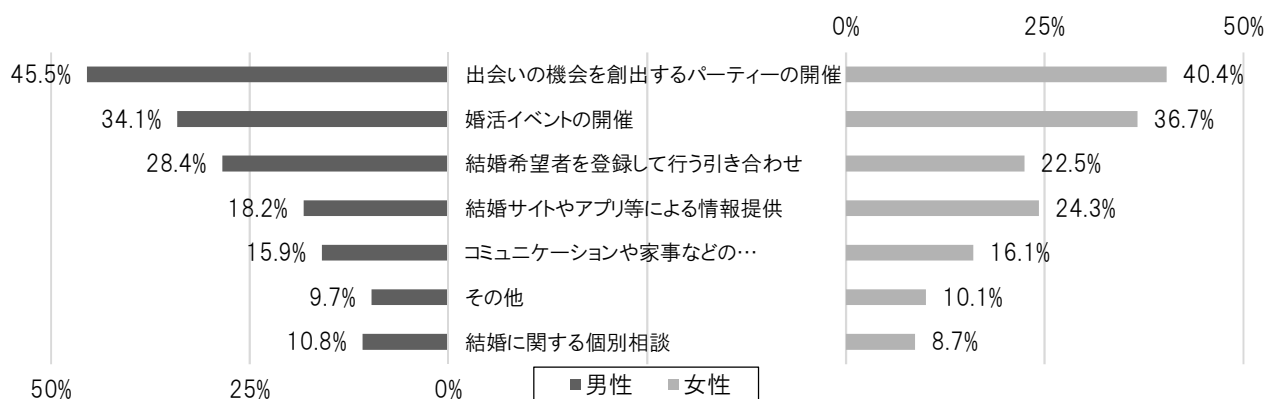 0% 25% 50%
45.5% 出会いの機会を創出するパーティーの開催 40.4%
34.1% 婚活イベントの開催 36.7%
28.4% 結婚希望者を登録して行う引き合わせ 22.5%
18.2% 結婚サイトやアプリ等による情報提供 24.3%
15.9% コミュニケーションや家事などの… 16.1%
9.7% その他 10.1%
10.8% 結婚に関する個別相談 8.7%
50% 25% 0% 男性 女性